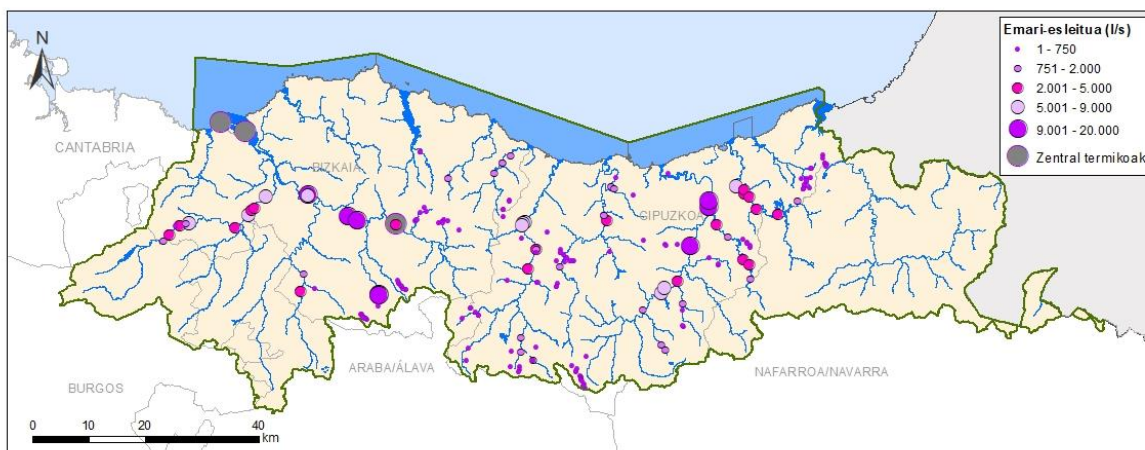 N
Emari-esleitua (l/s)
1 - 750
751 - 2.000
2.001 - 5.000
5.001 - 9.000
9.001 - 20.000
Zentral termikoak
CANTABRIA
BIZKAIA
GIPUZKOA
ARABA/ÁLAVA
NAFARROA/NAVARRA
BURGOS
0 10 20 40
km